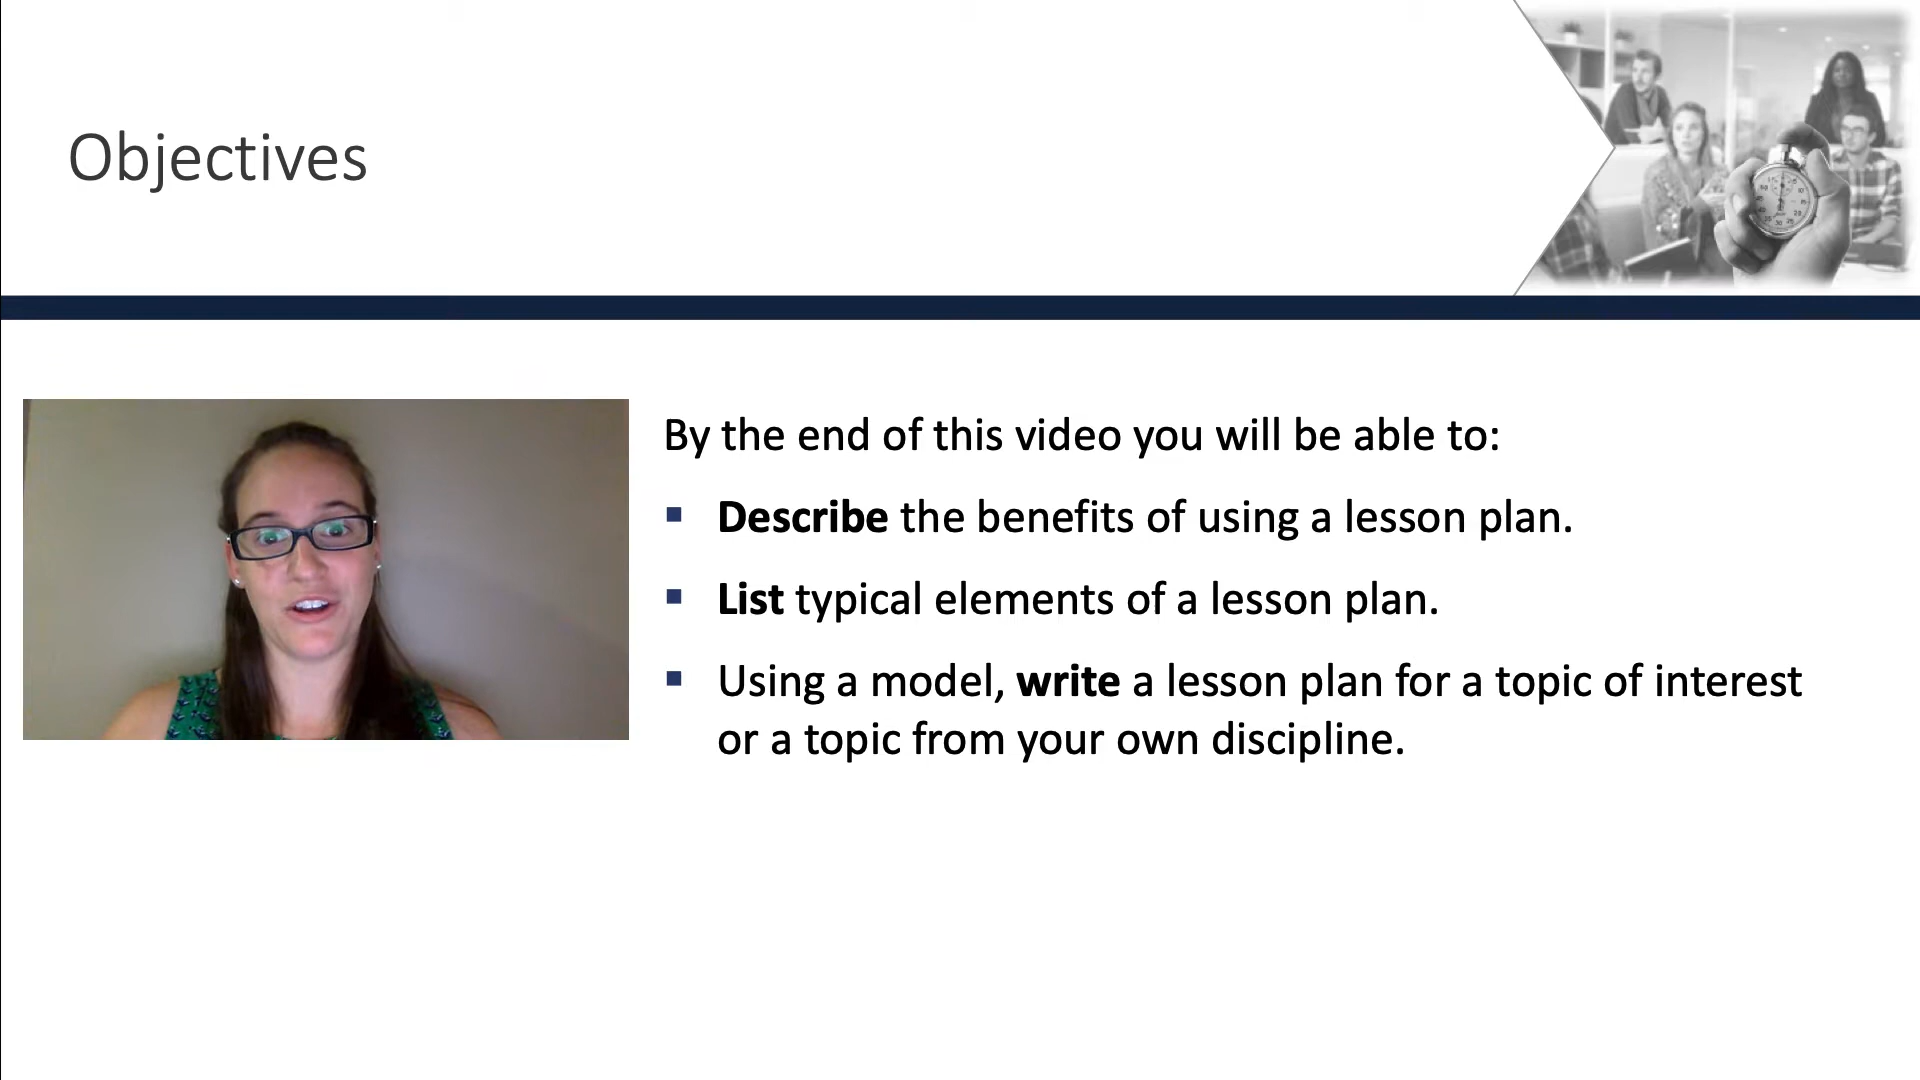 Objectives
By the end of this video you will be able to:
▪ Describe the benefits of using a lesson plan.
▪ List typical elements of a lesson plan.
▪ Using a model, write a lesson plan for a topic of interest
or a topic from your own discipline.